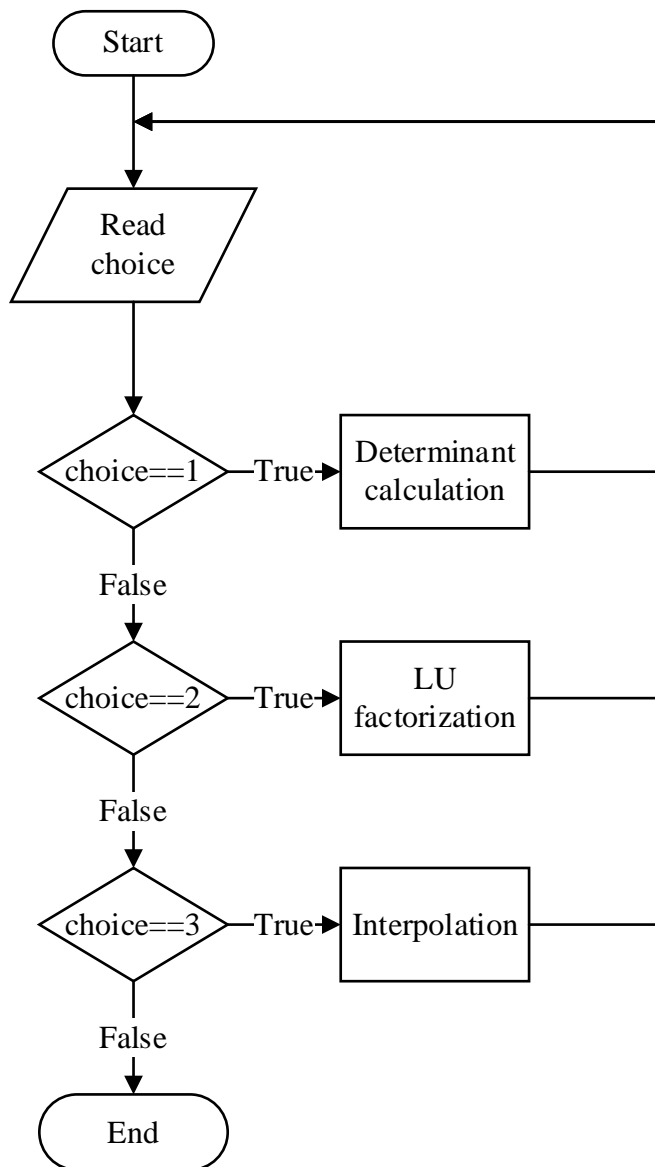 Start
Read
choice
choice==1
True
Determinant
calculation
False
choice==2
True
LU
factorization
False
choice==3
True
Interpolation
False
End